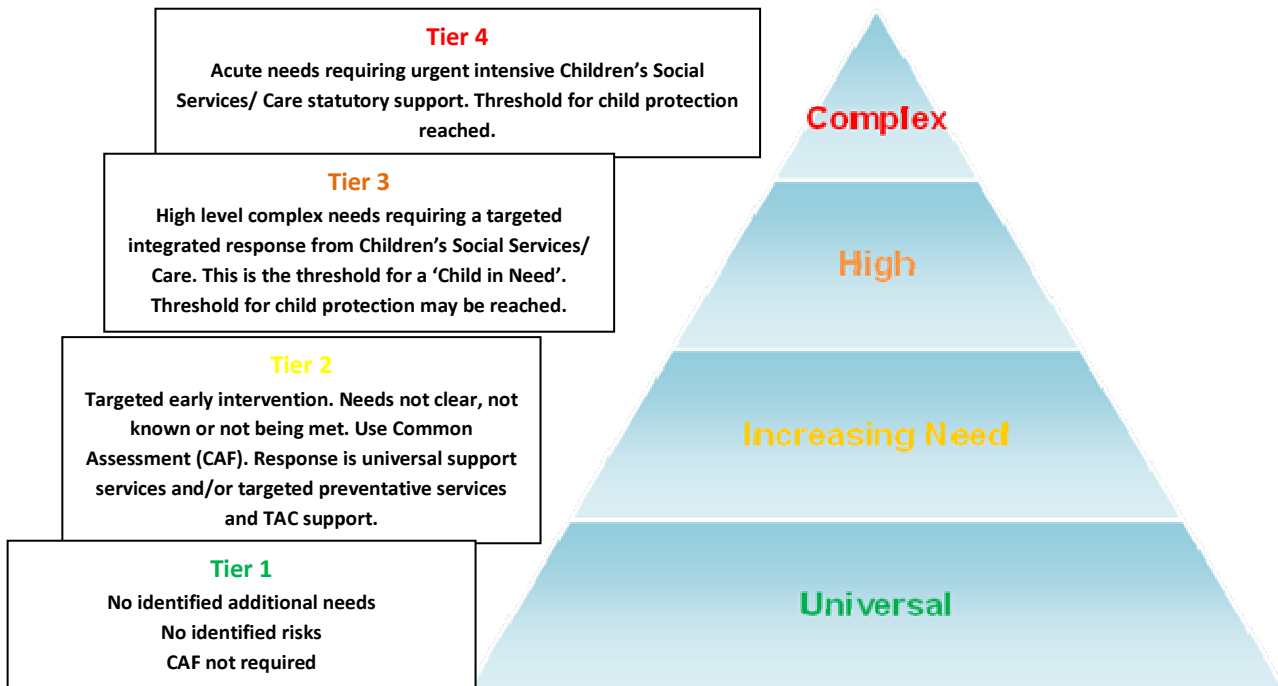 Tier 4
Acute needs requiring urgent intensive Children’s Social
Services/ Care statutory support. Threshold for child protection
reached.
Complex
Tier 3
High level complex needs requiring a targeted
integrated response from Children’s Social Services/
Care. This is the threshold for a ‘Child in Need’.
Threshold for child protection may be reached.
High
Tier 2
Targeted early intervention. Needs not clear, not
known or not being met. Use Common
Assessment (CAF). Response is universal support
services and/or targeted preventative services
and TAC support.
Increasing Need
Tier 1
No identified additional needs
No identified risks
CAF not required
Universal